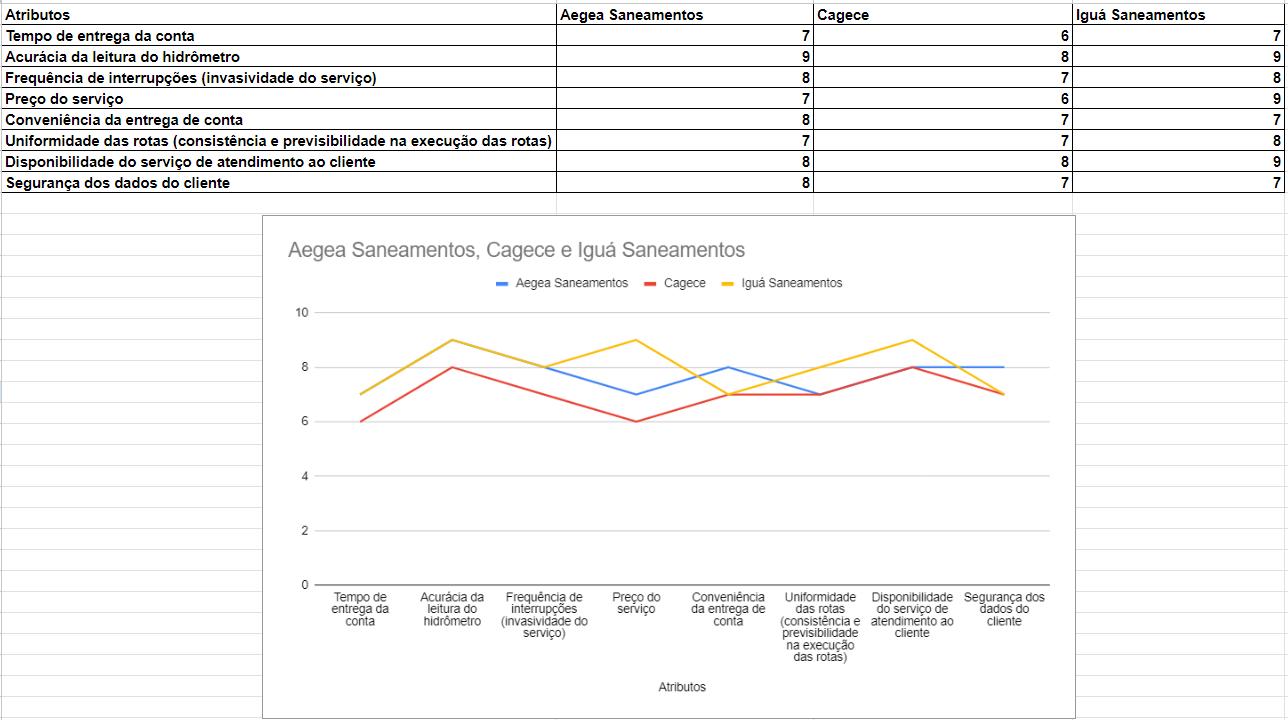 Atributos Aegea Saneamentos Cagece Iguá Saneamentos
Tempo de entrega da conta 7 6 7
Acurácia da leitura do hidrômetro 9 8 9
Frequência de interrupções (invasividade do serviço) 8 7 8
Preço do serviço 7 6 9
Conveniência da entrega de conta 8 7 7
Uniformidade das rotas (consistência e previsibilidade na execução das rotas) 7 7 8
Disponibilidade do serviço de atendimento ao cliente 8 8 9
Segurança dos dados do cliente 8 7 7
Aegea Saneamentos, Cagece e Iguá Saneamentos
Aegea Saneamentos Cagece Iguá Saneamentos
10
8
6
4
2
0
Tempo de
entrega da
conta
Acurácia da
leitura do
hidrômetro
Frequência de
interrupções
(invasividade do
serviço)
Preço do
serviço
Conveniência
da entrega de
conta
Uniformidade
das rotas
(consistência e
previsibilidade
na execução
das rotas)
Disponibilidade
do serviço de
atendimento ao
cliente
Segurança dos
dados do
cliente
Atributos